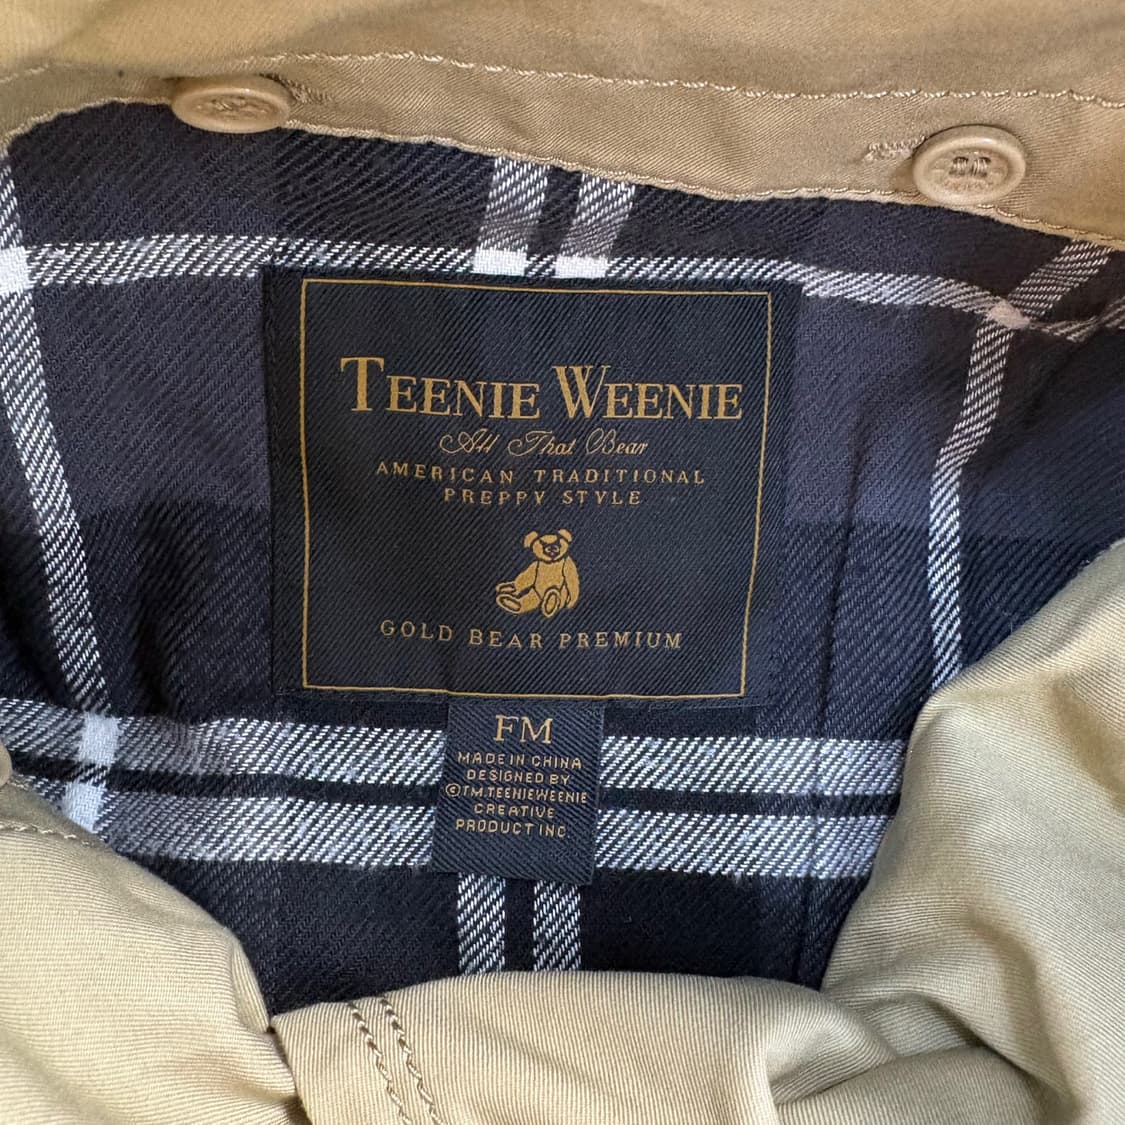 TEENIE WEENIE
All That Bear
AMERICAN TRADITIONAL
PREPPY STYLE
GOLD BEAR PREMIUM
FM
MADE IN CHINA
DESIGNED BY
©TM.TEENIEWEENIE
CREATIVE
PRODUCT INC